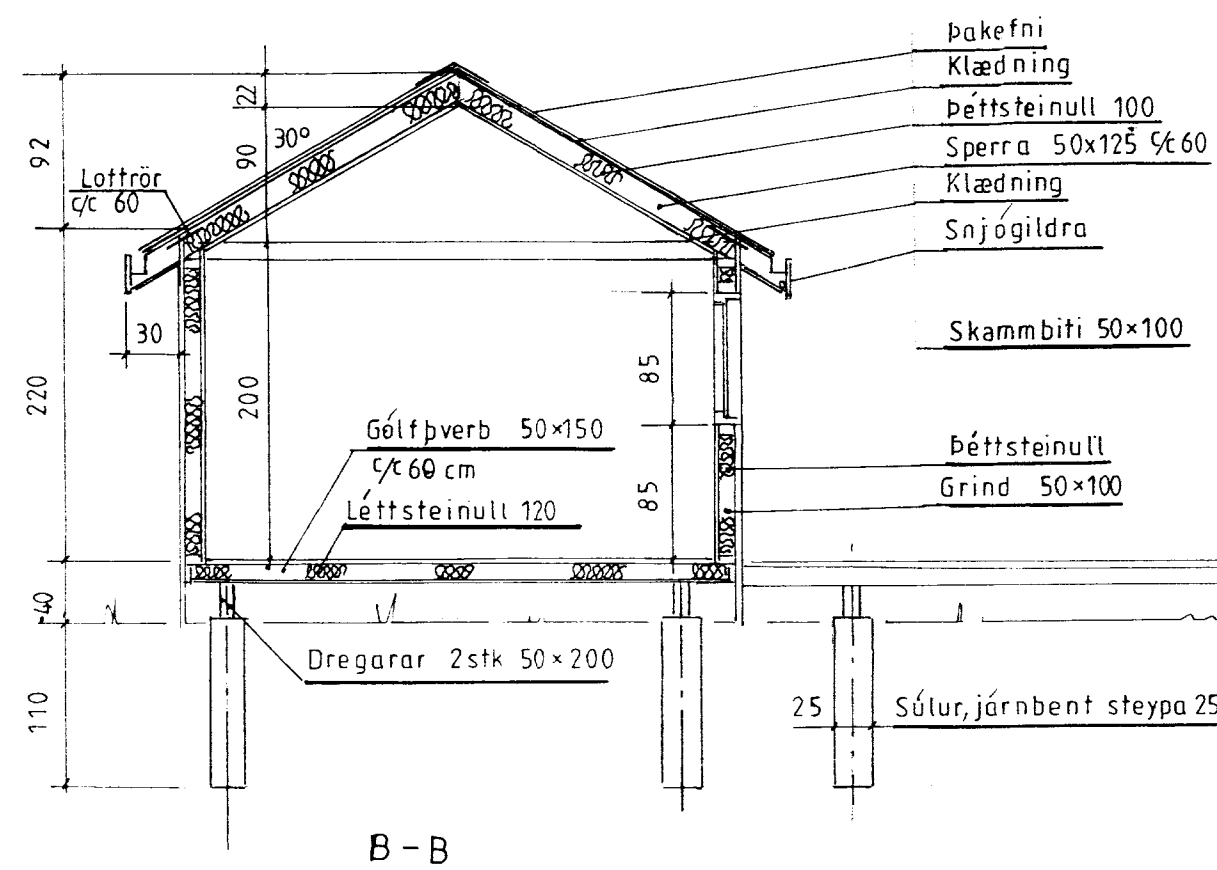 Þakefni
Klædning
Þéttsteinull 100
Sperra 50x125 c/c 60
Klædning
Snjógildra
Skammbiti 50×100
Þéttsteinull
Grind 50×100
Súlur, járnbent steypa 25
25
92
22
90
30°
Loftrör
c/c 60
30
220
200
85
85
Gólfþverb 50×150
c/c 60 cm
Léttsteinull 120
40
110
Dregarar 2stk 50×200
B-B